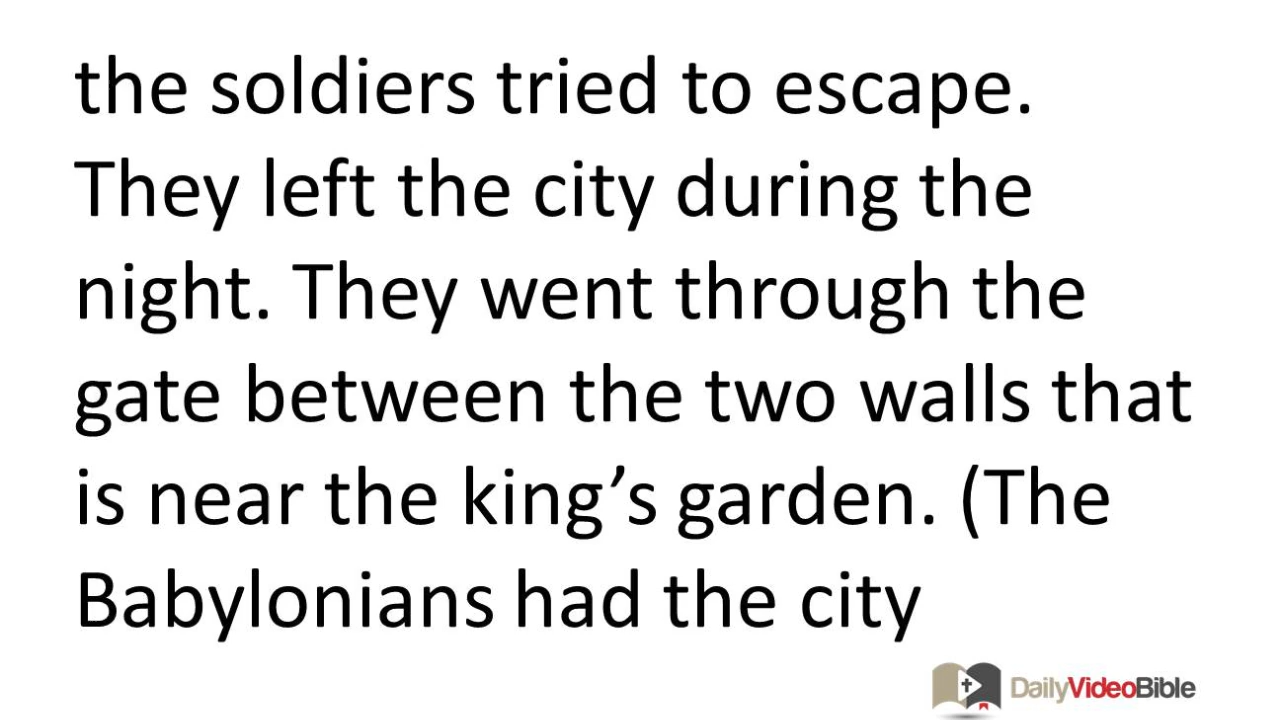 the soldiers tried to escape.
They left the city during the
night. They went through the
gate between the two walls that
is near the king’s garden. (The
Babylonians had the city
DailyVideoBible